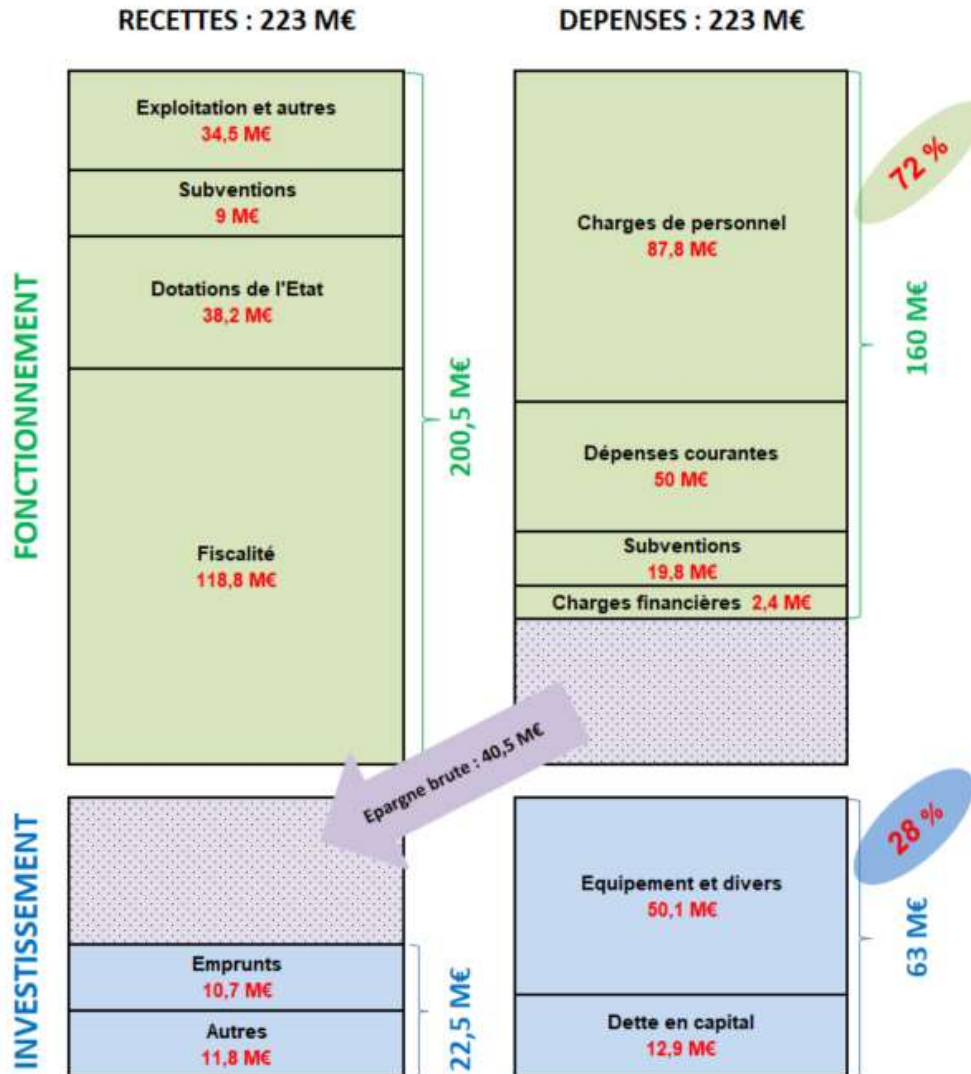 RECETTES : 223 M€
DEPENSES : 223 M€
FONCTIONNEMENT
Exploitation et autres
34,5 M€
Subventions
9 M€
Dotations de l'Etat
38,2 M€
Fiscalité
118,8 M€
200,5 M€
Charges de personnel
87,8 M€
Dépenses courantes
50 M€
Subventions
19,8 M€
Charges financières 2,4 M€
72 %
160 M€
Epargne brute : 40,5 M€
INVESTISSEMENT
Emprunts
10,7 M€
Autres
11,8 M€
22,5 M€
Equipement et divers
50,1 M€
Dette en capital
12,9 M€
28 %
63 M€